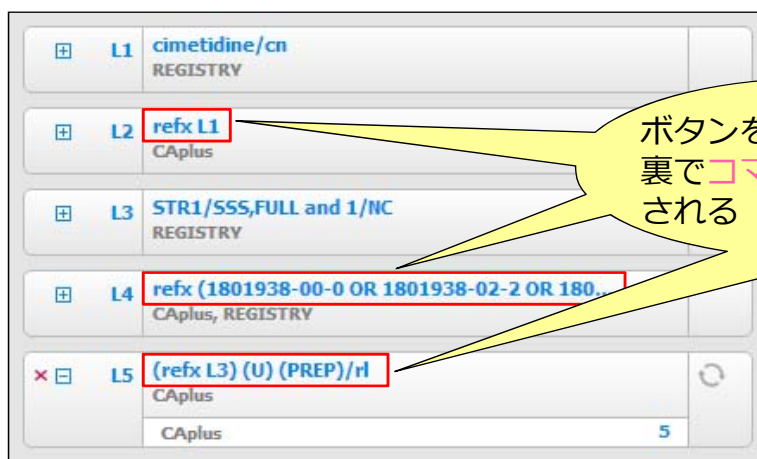 L1 cimetidine/cn
REGISTRY
L2 refx L1
CAplus
L3 STR1/SSS,FULL and 1/NC
REGISTRY
L4 refx (1801938-00-0 OR 1801938-02-2 OR 180...
CAplus, REGISTRY
L5 (refx L3) (U) (PREP)/rl
CAplus
CAplus 5
ボタンを
裏でコマ
される